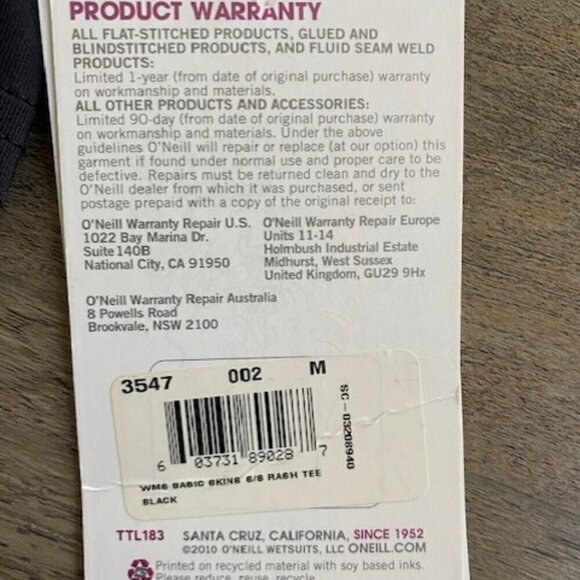 PRODUCT WARRANTY
ALL FLAT-STITCHED PRODUCTS, GLUED AND
BLINDSTITCHED PRODUCTS, AND FLUID SEAM WELD
PRODUCTS:
Limited 1-year (from date of original purchase) warranty
on workmanship and materials.
ALL OTHER PRODUCTS AND ACCESSORIES:
Limited 90-day (from date of original purchase) warranty
on workmanship and materials. Under the above
guidelines O'Neill will repair or replace (at our option) this
garment if found under normal use and proper care to be
defective. Repairs must be returned clean and dry to the
O'Neill dealer from which it was purchased, or sent
postage prepaid with a copy of the original receipt to:
O'Neill Warranty Repair U.S.
1022 Bay Marina Dr.
Suite 140B
National City, CA 91950
O'Neill Warranty Repair Europe
Units 11-14
Holmbush Industrial Estate
Midhurst, West Sussex
United Kingdom, GU29 9Hx
O'Neill Warranty Repair Australia
8 Powells Road
Brookvale, NSW 2100
3547 002 M
SC-03208940
6 03731 89028 7
WMS BASIC SKINS S/S RASH TEE
BLACK
TTL183 SANTA CRUZ, CALIFORNIA, SINCE 1952
©2010 O'NEILL WETSUITS, LLC ONEILL.COM
Printed on recycled material with soy based inks.
Please reduce, reuse, recycle.